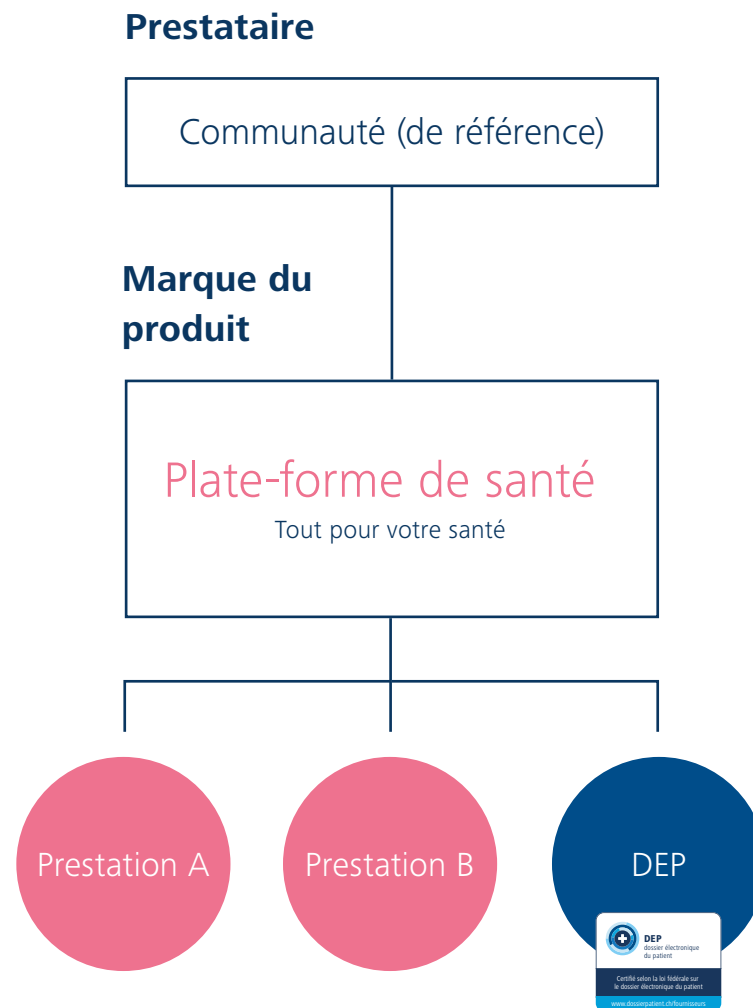 Prestataire
Communauté (de référence)
Marque du
produit
Plate-forme de santé
Tout pour votre santé
Prestation A
Prestation B
DEP
DEP
dossier électronique
du patient
Certifié selon la loi fédérale sur
le dossier électronique du patient
www.dossierpatient.ch/fournisseurs